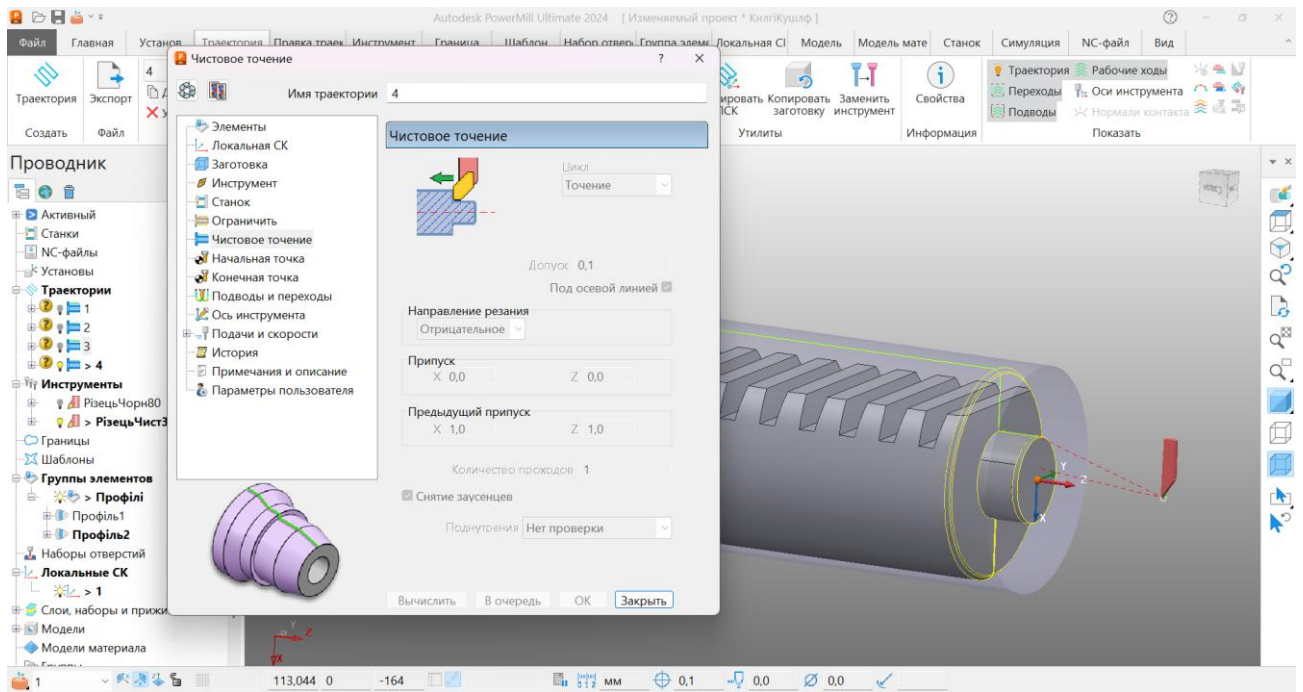 Autodesk PowerMill Ultimate 2024 [ Изменяемый проект * КнлгіКушлф ]
Файл Главная Установ Траектория Правка траек Инструмент Граница Шаблон Набор отвер Группа элеме Локальная СІ Модель Модель мате Станок Симуляция NC-файл Вид
Траектория
Создать
Экспорт
Файл
4
Чистовое точение ? ×
Имя траектории 4
Элементы
Локальная СК
Заготовка
Инструмент
Станок
Ограничить
Чистовое точение
Начальная точка
Конечная точка
Подводы и переходы
Ось инструмента
Подачи и скорости
История
Примечания и описание
Параметры пользователя
Чистовое точение
Цикл
Точение
Допуск 0,1
Под осевой линией
Направление резания
Отрицательное
Припуск
X 0,0 Z 0,0
Предыдущий припуск
X 1,0 Z 1,0
Количество проходов 1
Снятие заусенцев
Поднутрения Нет проверки
Вычислить В очередь ОК Закрыть
Копировать заготовку
Заменить инструмент
Утилиты
Свойства
Информация
Траектория Рабочие ходы
Переходы Оси инструмента
Подводы Нормали контакта
Показать
Проводник
Активный
Станки
NC-файлы
Установы
Траектории
1
2
3
> 4
Инструменты
РізецьЧорн80
> РізецьЧист3
Границы
Шаблоны
Группы элементов
> Профілі
Профіль1
Профіль2
Наборы отверстий
Локальные СК
> 1
Слои, наборы и прижи
Модели
Модели материала
Y
Z
X
Y
Z
X
1 113,044 0 -164 мм 0,1 0,0 0,0